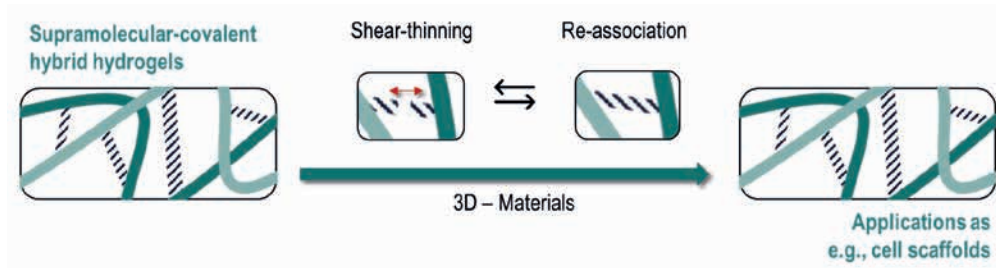 Supramolecular-covalent
hybrid hydrogels
Shear-thinning
Re-association
3D – Materials
Applications as
e.g., cell scaffolds